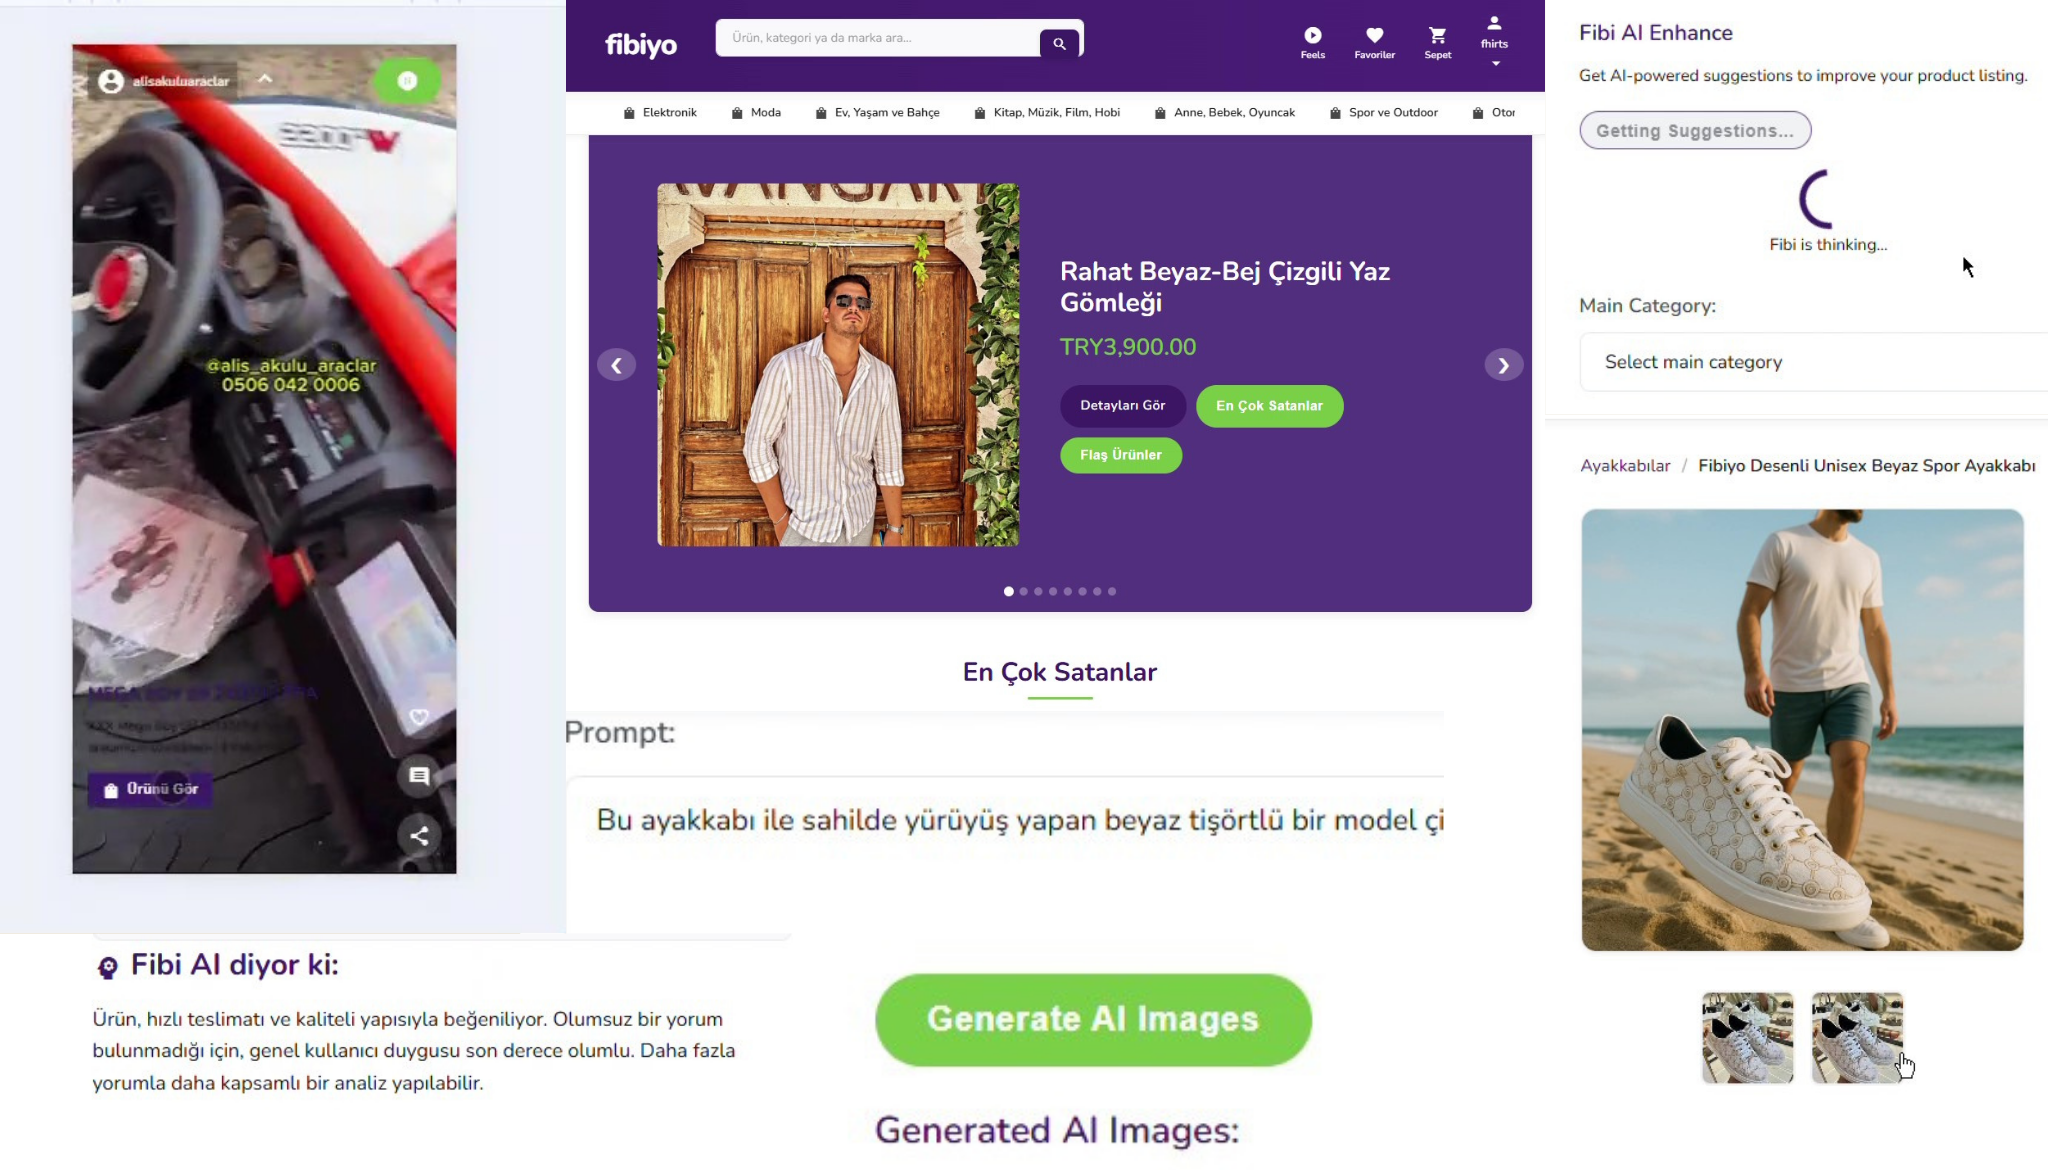 alisakuluaraclar
@alis_akulu_araclar
0506 042 0006
Ürünü Gör
fibiyo
Ürün, kategori ya da marka ara...
Feels
Favoriler
Sepet
fhirts
Elektronik
Moda
Ev, Yaşam ve Bahçe
Kitap, Müzik, Film, Hobi
Anne, Bebek, Oyuncak
Spor ve Outdoor
Otor
Rahat Beyaz-Bej Çizgili Yaz
Gömleği
TRY3,900.00
Detayları Gör
En Çok Satanlar
Flaş Ürünler
En Çok Satanlar
Prompt:
Bu ayakkabı ile sahilde yürüyüş yapan beyaz tişörtlü bir model çi
Fibi AI diyor ki:
Ürün, hızlı teslimatı ve kaliteli yapısıyla beğeniliyor. Olumsuz bir yorum
bulunmadığı için, genel kullanıcı duygusu son derece olumlu. Daha fazla
yorumla daha kapsamlı bir analiz yapılabilir.
Generate AI Images
Generated AI Images:
Fibi AI Enhance
Get AI-powered suggestions to improve your product listing.
Getting Suggestions...
Fibi is thinking...
Main Category:
Select main category
Ayakkabılar / Fibiyo Desenli Unisex Beyaz Spor Ayakkabı